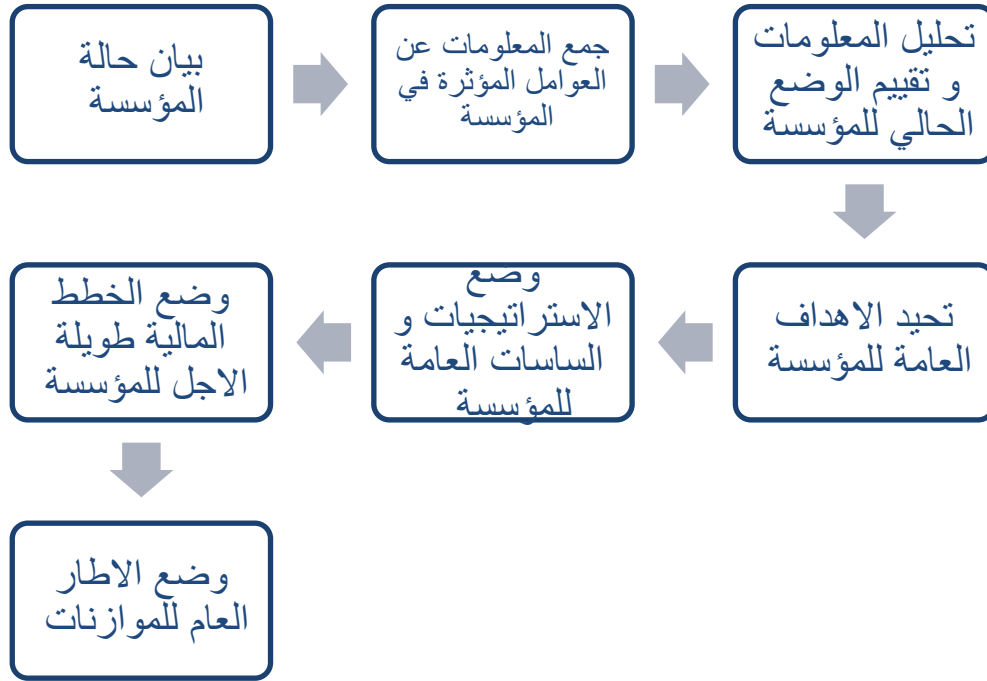 بيان حالة
المؤسسة
جمع المعلومات عن
العوامل المؤثرة في
المؤسسة
تحليل المعلومات
و تقييم الوضع
الحالي للمؤسسة
تحيد الاهداف
العامة للمؤسسة
وضع
الاستراتيجيات و
الساسات العامة
للمؤسسة
وضع الخطط
المالية طويلة
الاجل للمؤسسة
وضع الاطار
العام للموازنات